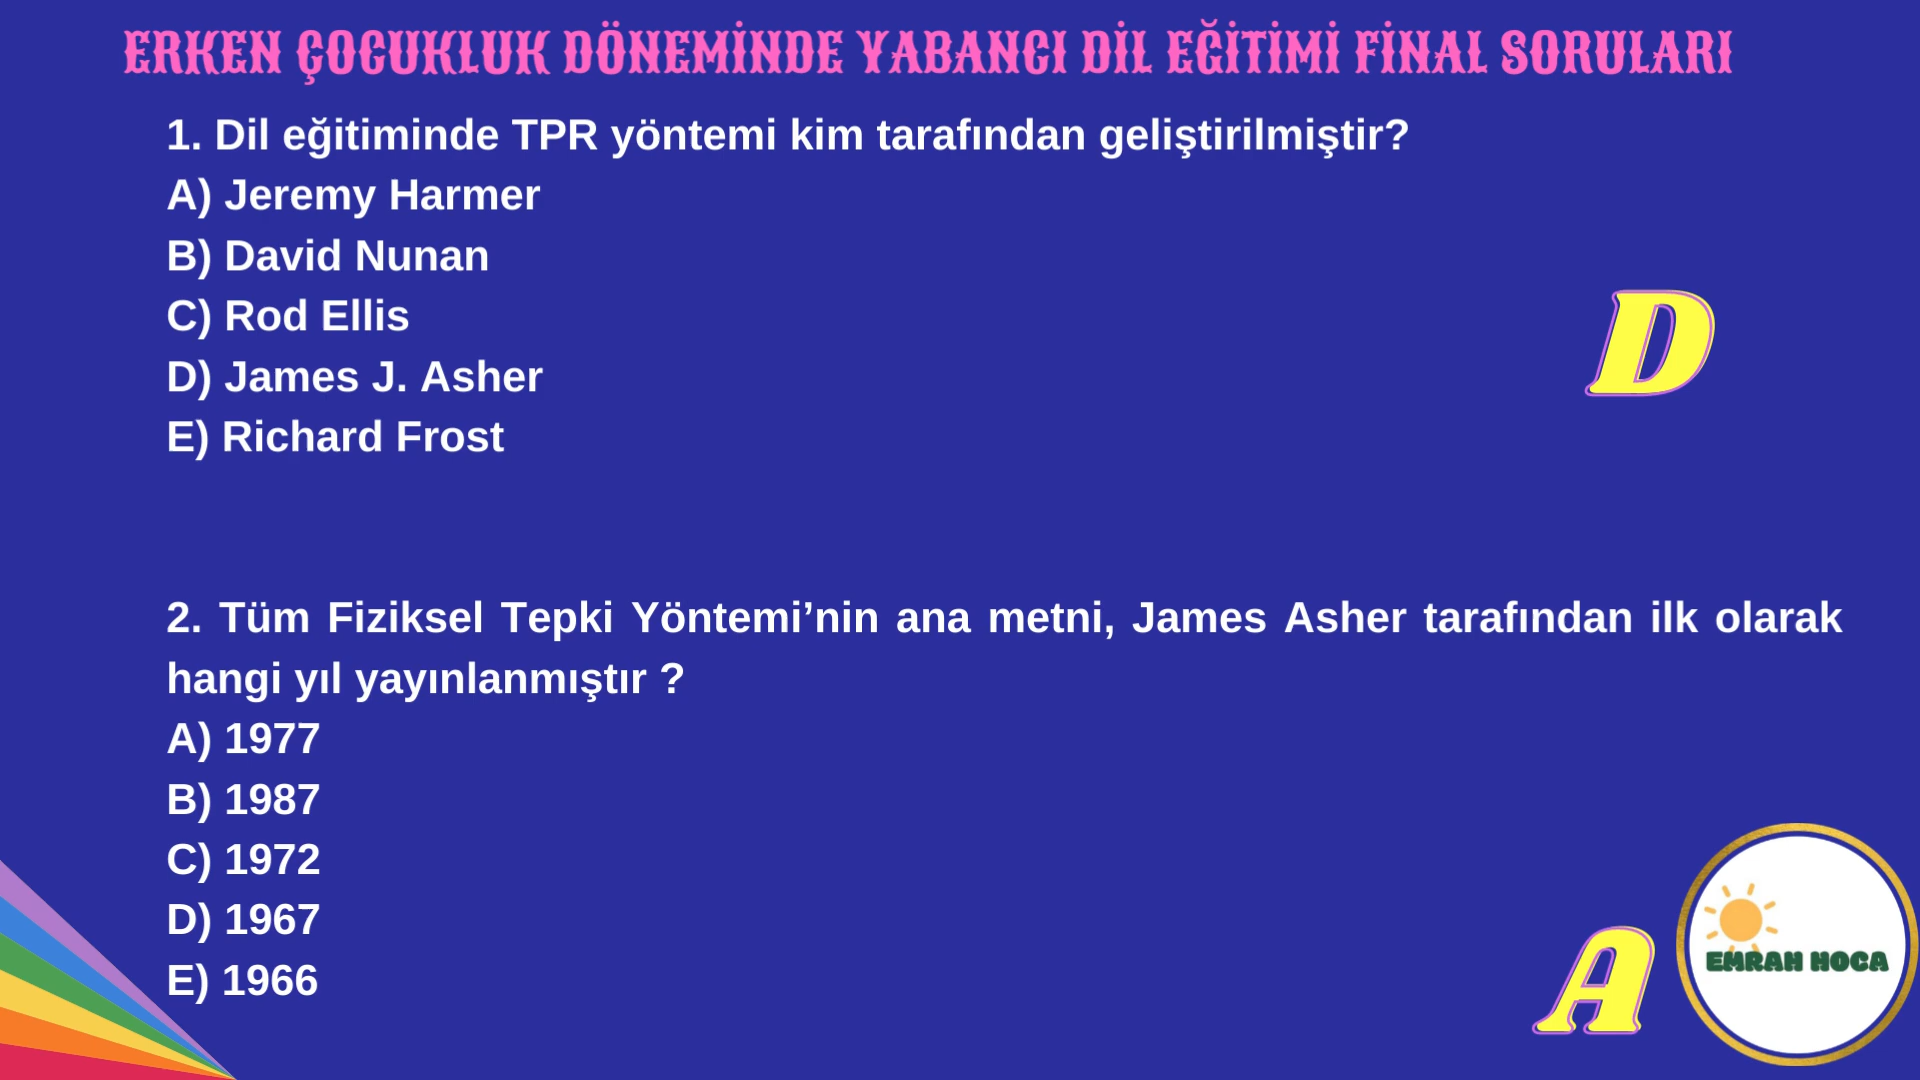 ERKEN ÇOCUKLUK DÖNEMİNDE YABANCI DİL EĞİTİMİ FİNAL SORULARI
1. Dil eğitiminde TPR yöntemi kim tarafından geliştirilmiştir?
A) Jeremy Harmer
B) David Nunan
C) Rod Ellis
D) James J. Asher
E) Richard Frost
D
2. Tüm Fiziksel Tepki Yöntemi’nin ana metni, James Asher tarafından ilk olarak
hangi yıl yayınlanmıştır ?
A) 1977
B) 1987
C) 1972
D) 1967
E) 1966
A
EMRAH HOCA